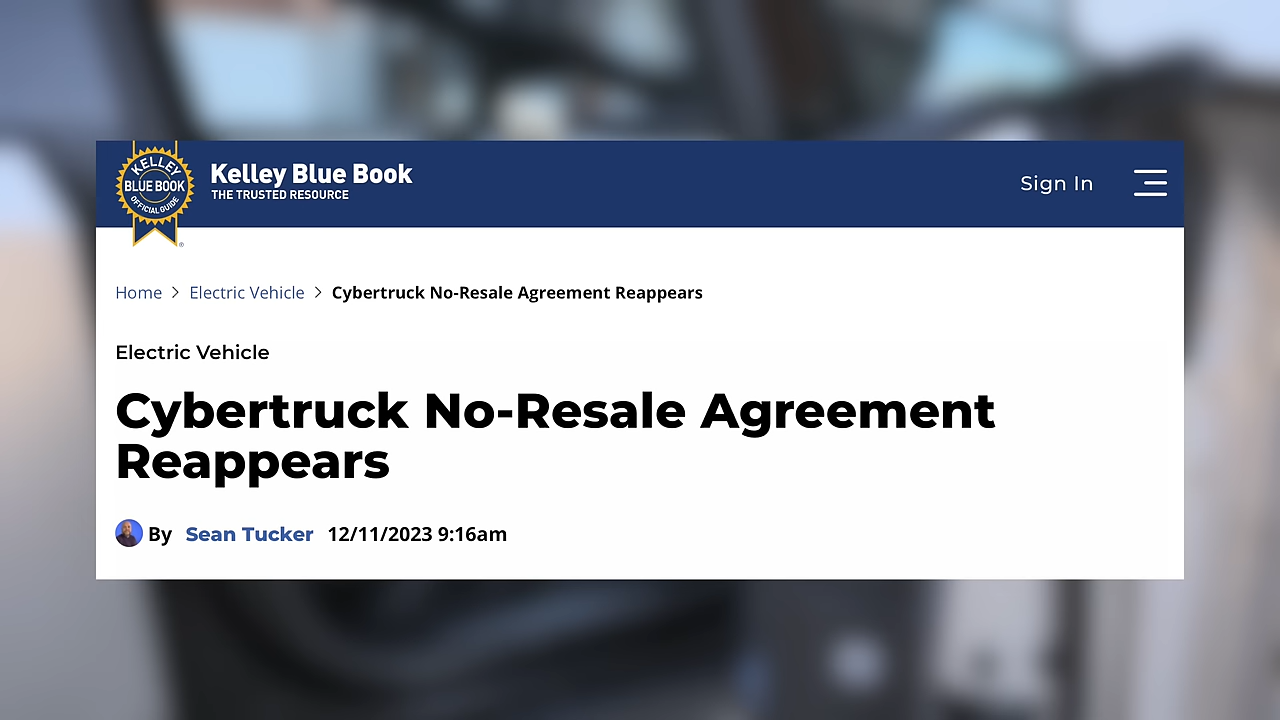 KELLEY
BLUE BOOK
OFFICIAL GUIDE
Kelley Blue Book
THE TRUSTED RESOURCE
Sign In
Home > Electric Vehicle > Cybertruck No-Resale Agreement Reappears
Electric Vehicle
Cybertruck No-Resale Agreement
Reappears
By Sean Tucker 12/11/2023 9:16am